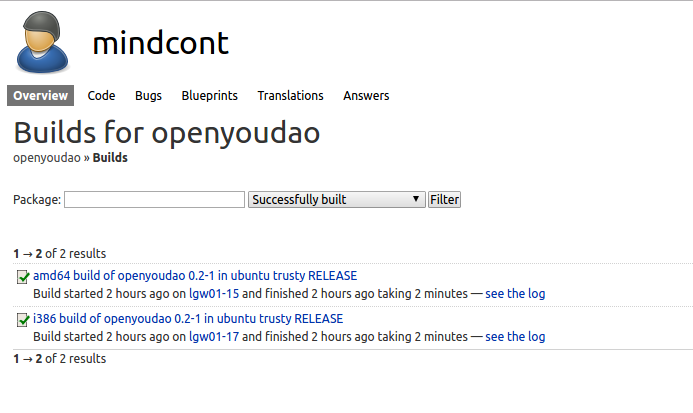 mindcont
Overview Code Bugs Blueprints Translations Answers
Builds for openyoudao
openyoudao » Builds
Package: Successfully built Filter
1 → 2 of 2 results
amd64 build of openyoudao 0.2-1 in ubuntu trusty RELEASE
Build started 2 hours ago on lgw01-15 and finished 2 hours ago taking 2 minutes — see the log
i386 build of openyoudao 0.2-1 in ubuntu trusty RELEASE
Build started 2 hours ago on lgw01-17 and finished 2 hours ago taking 2 minutes — see the log
1 → 2 of 2 results